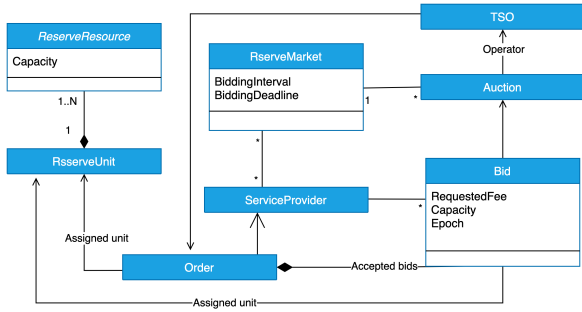 TSO
ReserveResource
Capacity
RserveMarket
BiddingInterval
BiddingDeadline
Operator
Auction
1
*
1..N
1
*
*
RsserveUnit
Bid
RequestedFee
Capacity
Epoch
ServiceProvider
*
Assigned unit
Order
Accepted bids
Assigned unit